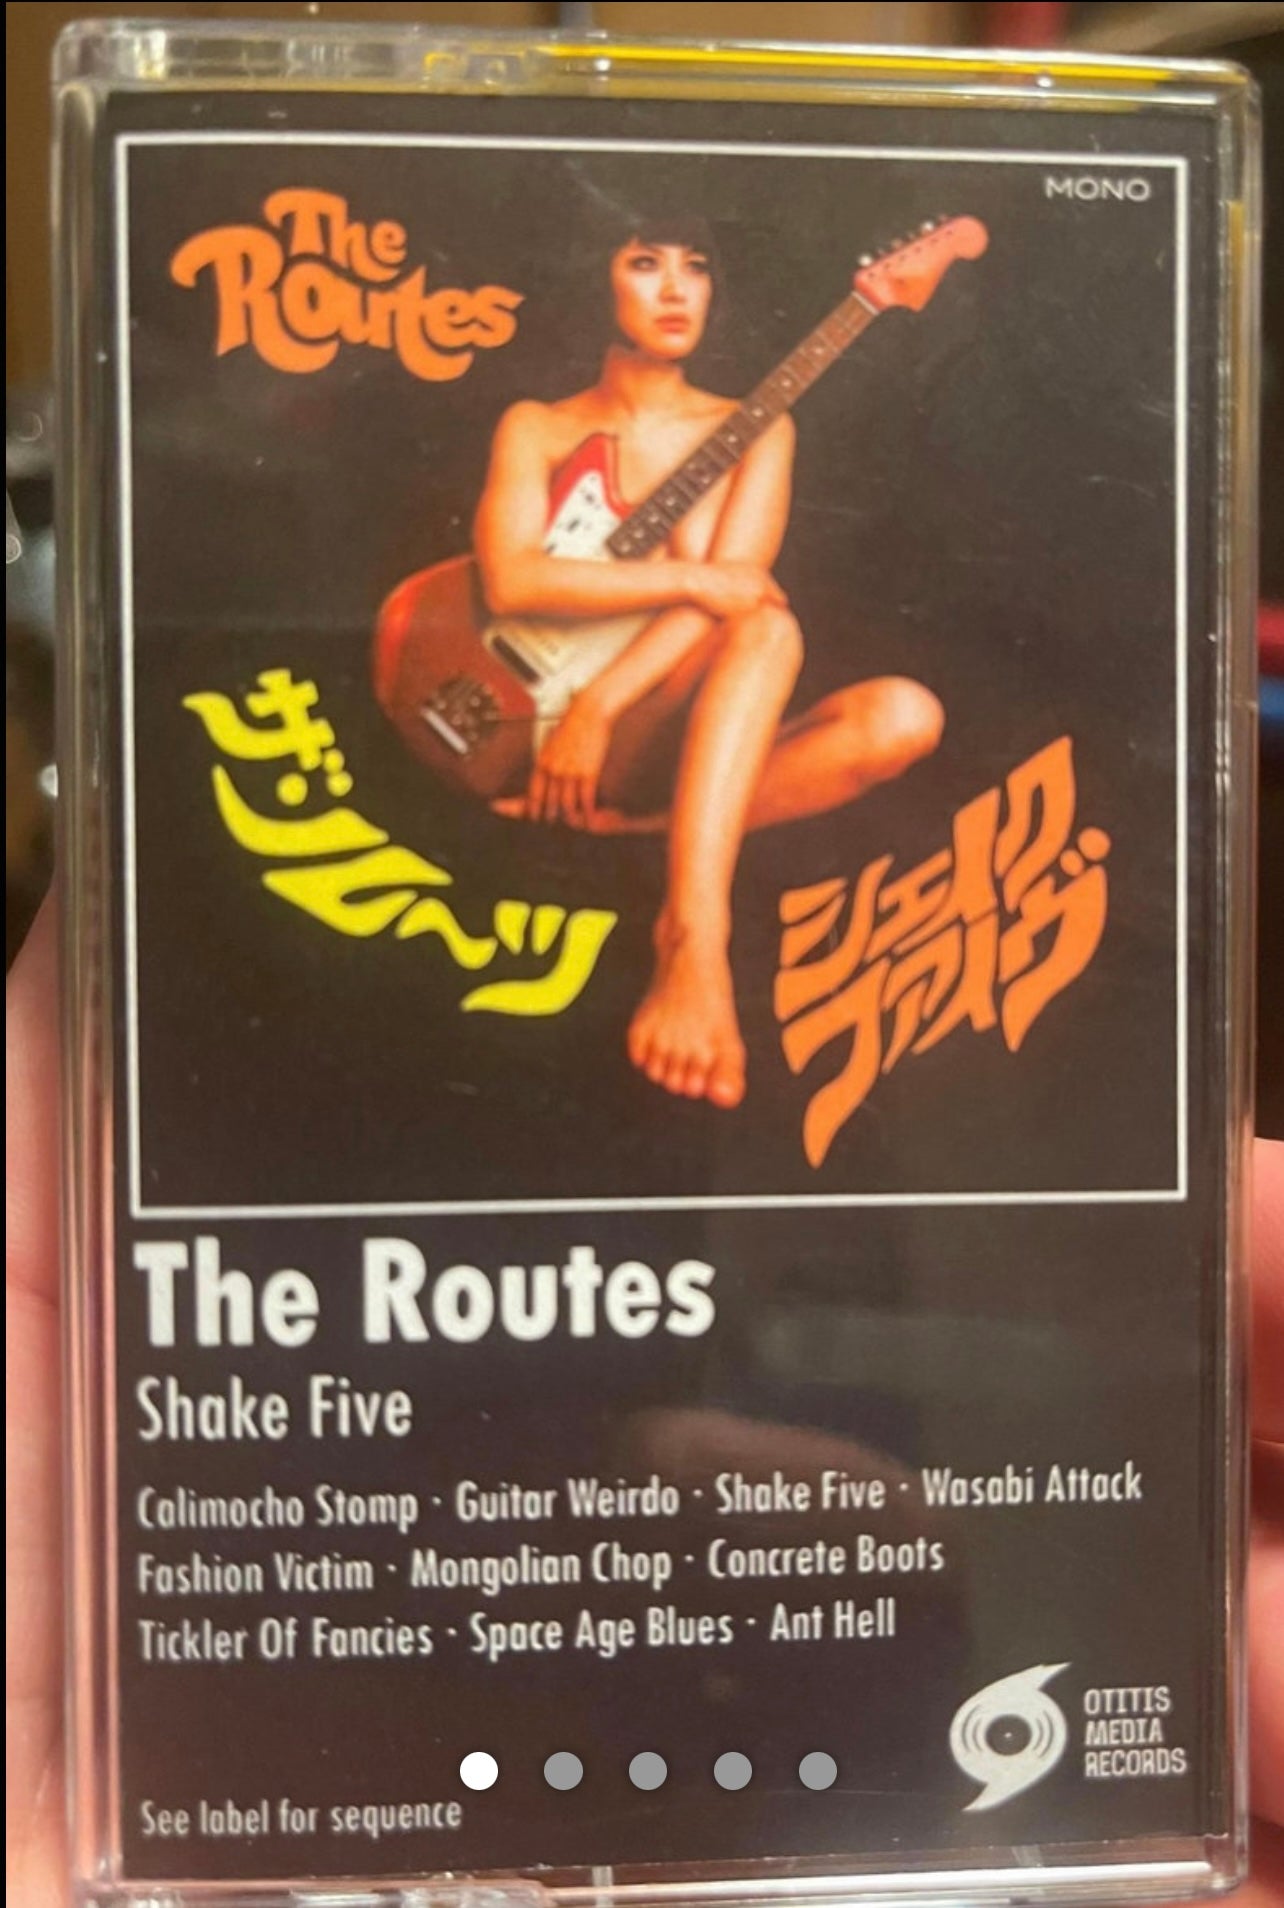 MONO
The
Routes
ザ・ルーツ
シェイク
ファイヴ
The Routes
Shake Five
Calimocho Stomp · Guitar Weirdo · Shake Five · Wasabi Attack
Fashion Victim · Mongolian Chop · Concrete Boots
Tickler Of Fancies · Space Age Blues · Ant Hell
OTITIS
MEDIA
RECORDS
See label for sequence